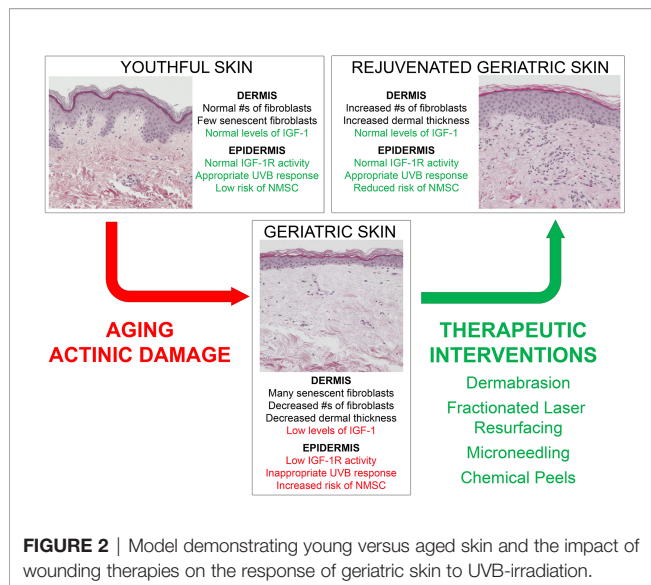 YOUTHFUL SKIN
DERMIS
Normal #s of fibroblasts
Few senescent fibroblasts
Normal levels of IGF-1
EPIDERMIS
Normal IGF-1R activity
Appropriate UVB response
Low risk of NMSC
REJUVENATED GERIATRIC SKIN
DERMIS
Increased #s of fibroblasts
Increased dermal thickness
Normal levels of IGF-1
EPIDERMIS
Normal IGF-1R activity
Appropriate UVB response
Reduced risk of NMSC
AGING
ACTINIC DAMAGE
GERIATRIC SKIN
DERMIS
Many senescent fibroblasts
Decreased #s of fibroblasts
Decreased dermal thickness
Low levels of IGF-1
EPIDERMIS
Low IGF-1R activity
Inappropriate UVB response
Increased risk of NMSC
THERAPEUTIC
INTERVENTIONS
Dermabrasion
Fractionated Laser
Resurfacing
Microneedling
Chemical Peels
FIGURE 2 | Model demonstrating young versus aged skin and the impact of
wounding therapies on the response of geriatric skin to UVB-irradiation.